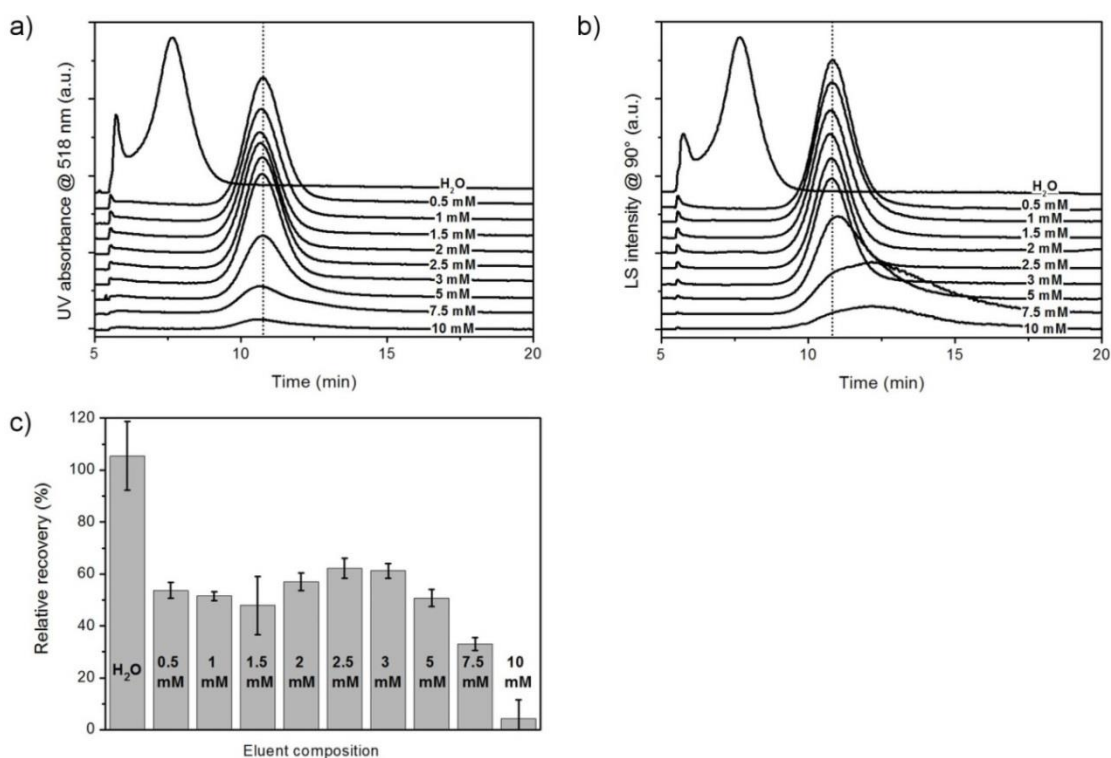 a)
UV absorbance @ 518 nm (a.u.)
H₂O
0.5 mM
1 mM
1.5 mM
2 mM
2.5 mM
3 mM
5 mM
7.5 mM
10 mM
5
10
15
20
Time (min)
b)
LS intensity @ 90° (a.u.)
H₂O
0.5 mM
1 mM
1.5 mM
2 mM
2.5 mM
3 mM
5 mM
7.5 mM
10 mM
5
10
15
20
Time (min)
c)
Relative recovery (%)
120
100
80
60
40
20
0
H₂O
0.5 mM
1 mM
1.5 mM
2 mM
2.5 mM
3 mM
5 mM
7.5 mM
10 mM
Eluent composition